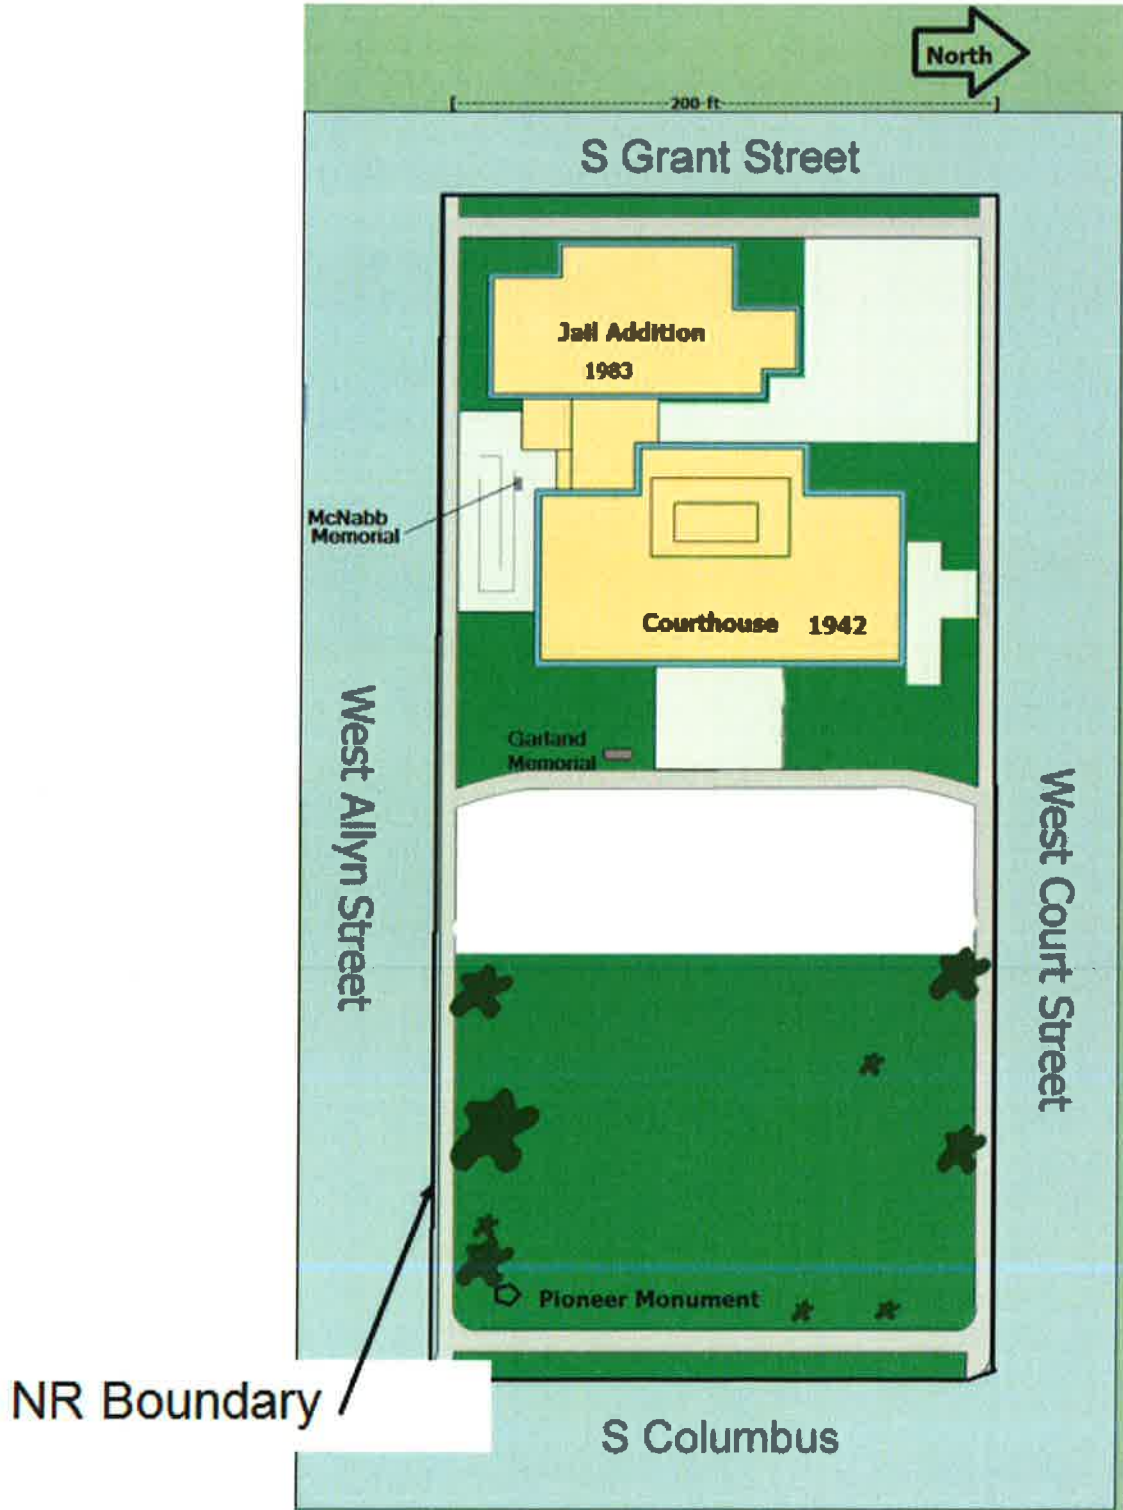 North
200 ft
S Grant Street
Jail Addition
1983
McNabb
Memorial
Courthouse 1942
Garland
Memorial
West Allyn Street
West Court Street
Pioneer Monument
NR Boundary
S Columbus